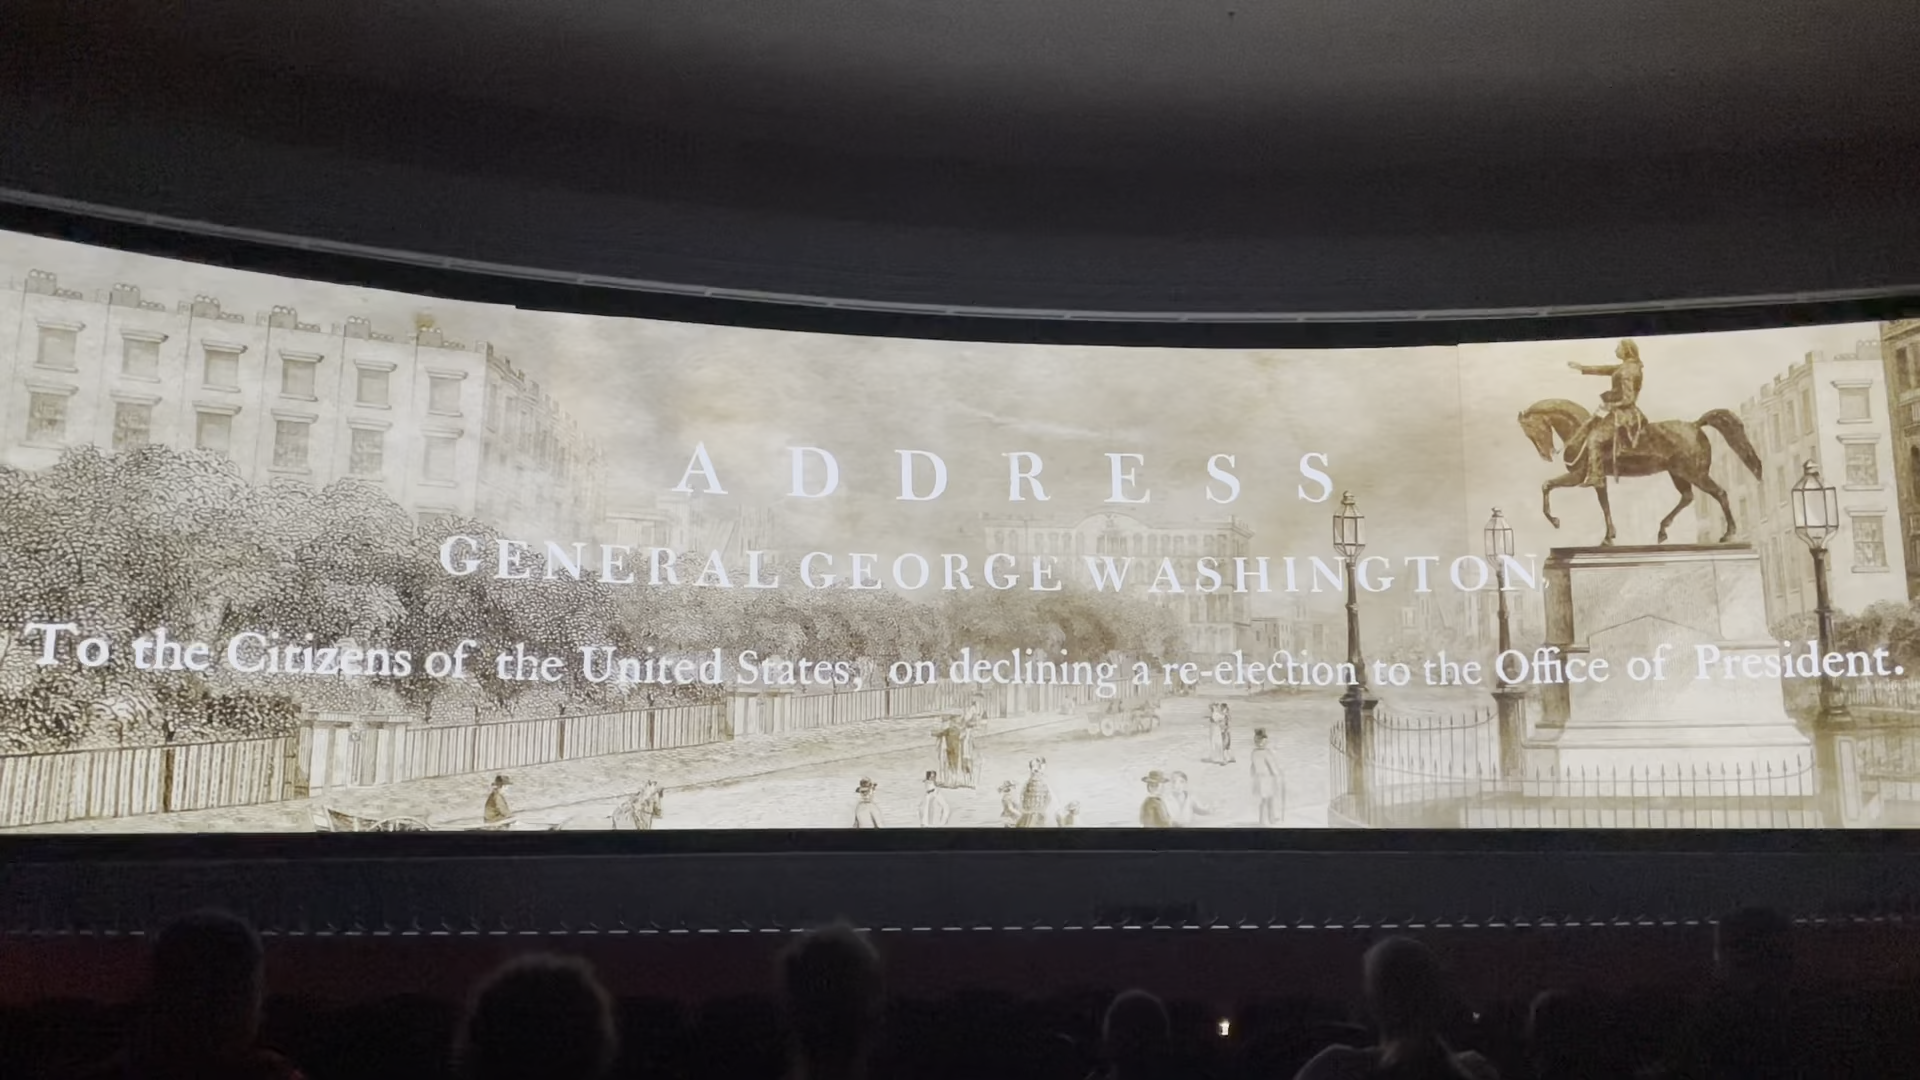 ADDRESS
GENERAL GEORGE WASHINGTON
To the Citizens of the United States, on declining a re-election to the Office of President.